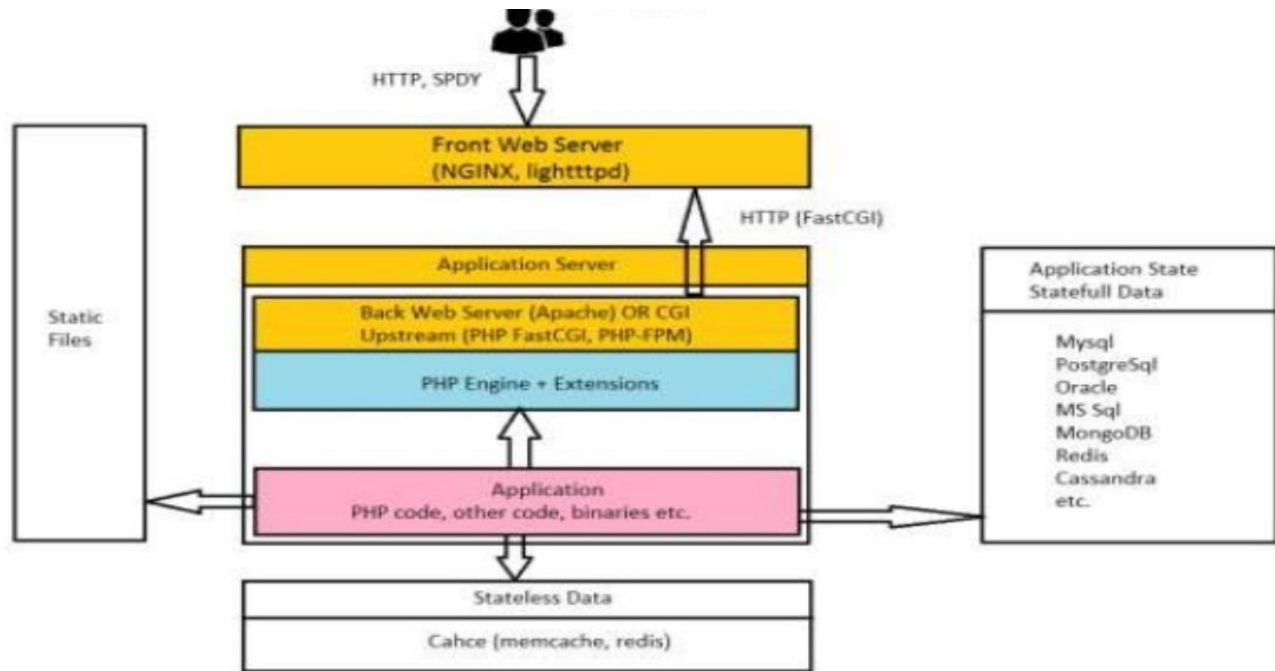 HTTP, SPDY
Front Web Server
(NGINX, lightttpd)
HTTP (FastCGI)
Application Server
Back Web Server (Apache) OR CGI
Upstream (PHP FastCGI, PHP-FPM)
PHP Engine + Extensions
Static
Files
Application
PHP code, other code, binaries etc.
Application State
Statefull Data
Mysql
PostgreSql
Oracle
MS Sql
MongoDB
Redis
Cassandra
etc.
Stateless Data
Cahce (memcache, redis)